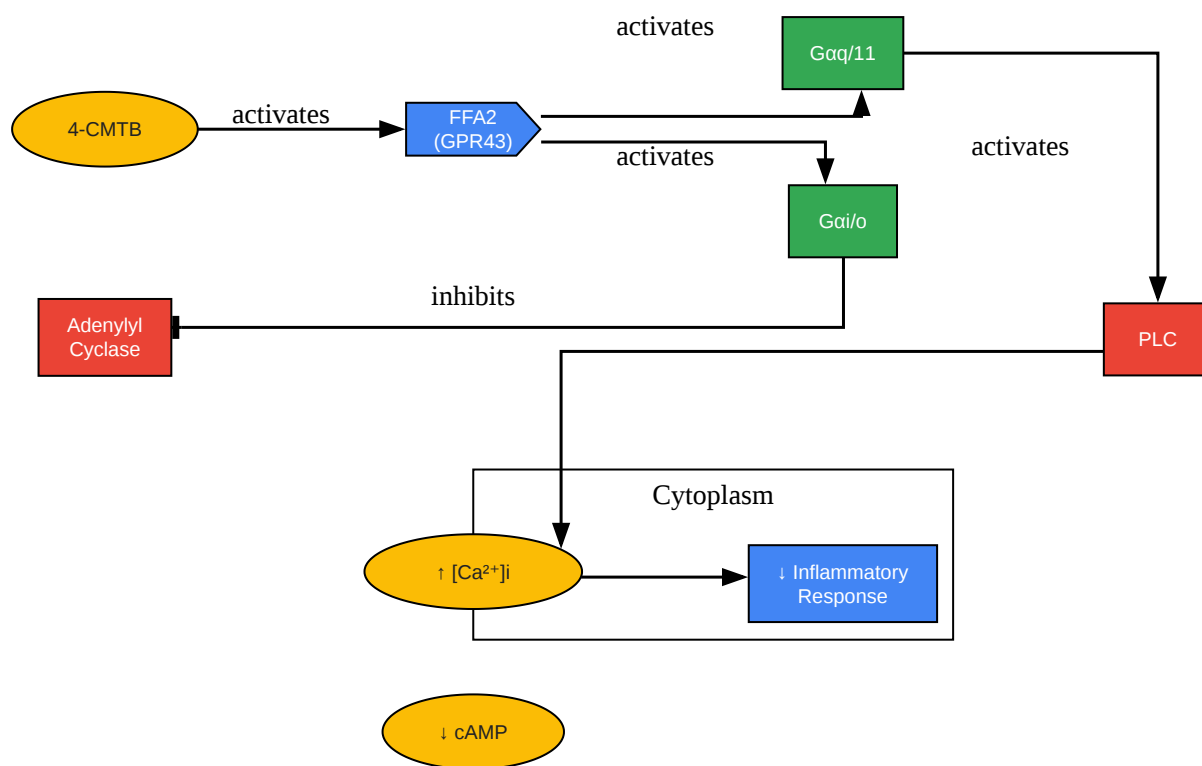 activates
Gαq/11
4-CMTB
activates
FFA2
(GPR43)
activates
activates
Gαi/o
inhibits
Adenylyl
Cyclase
PLC
Cytoplasm
↑ [Ca²⁺]i
↓ Inflammatory
Response
↓ cAMP